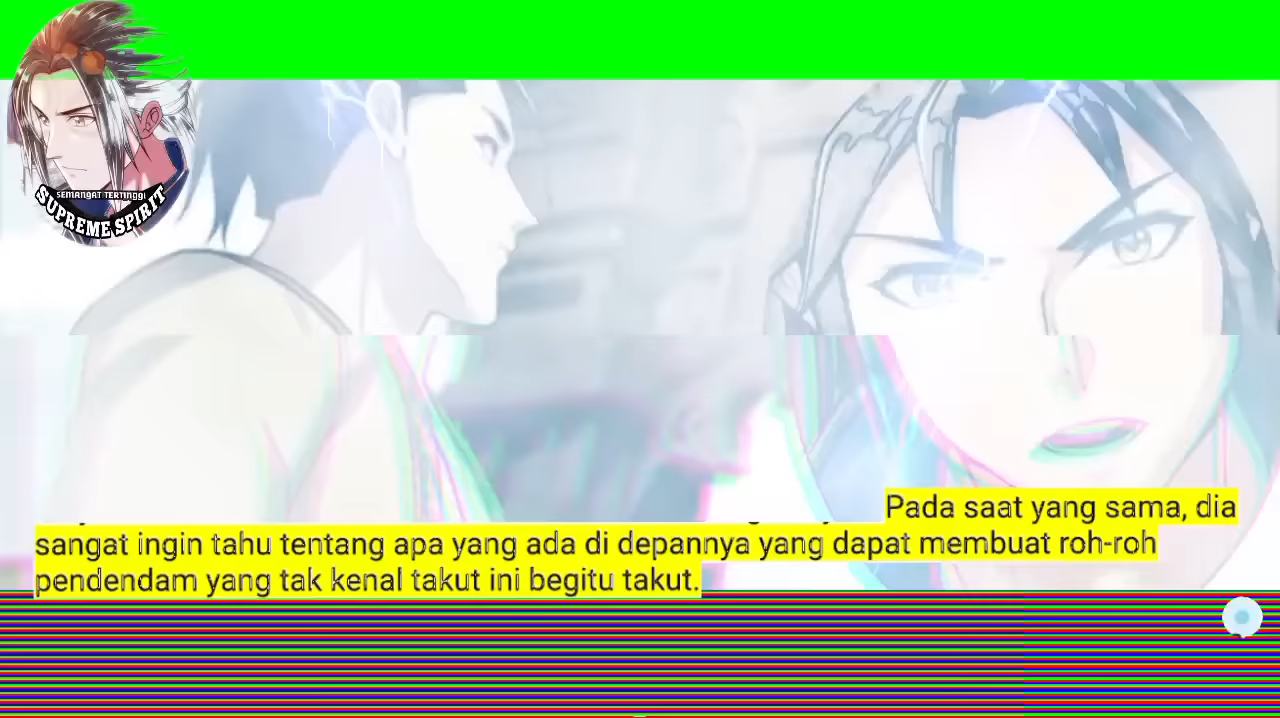 SEMANGAT TERTINGGI
SUPREME SPIRIT
Pada saat yang sama, dia
sangat ingin tahu tentang apa yang ada di depannya yang dapat membuat roh-roh
pendendam yang tak kenal takut ini begitu takut.